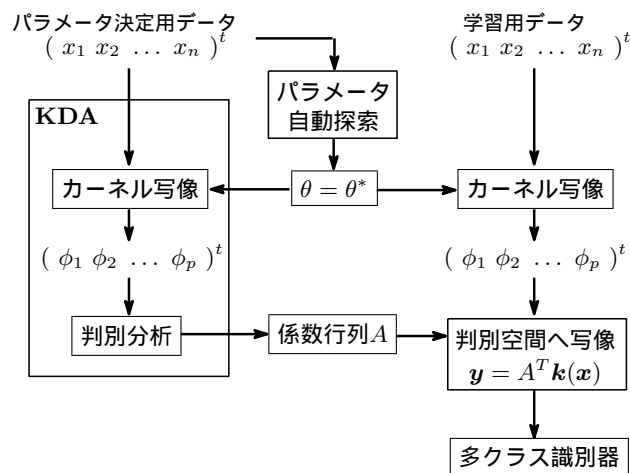 パラメータ決定用データ
( x₁ x₂ … xₙ )ᵗ
学習用データ
( x₁ x₂ … xₙ )ᵗ
パラメータ
自動探索
KDA
カーネル写像
θ = θ*
カーネル写像
( ϕ₁ ϕ₂ … ϕₚ )ᵗ
( ϕ₁ ϕ₂ … ϕₚ )ᵗ
判別分析
係数行列A
判別空間へ写像
y = Aᵀk(x)
多クラス識別器